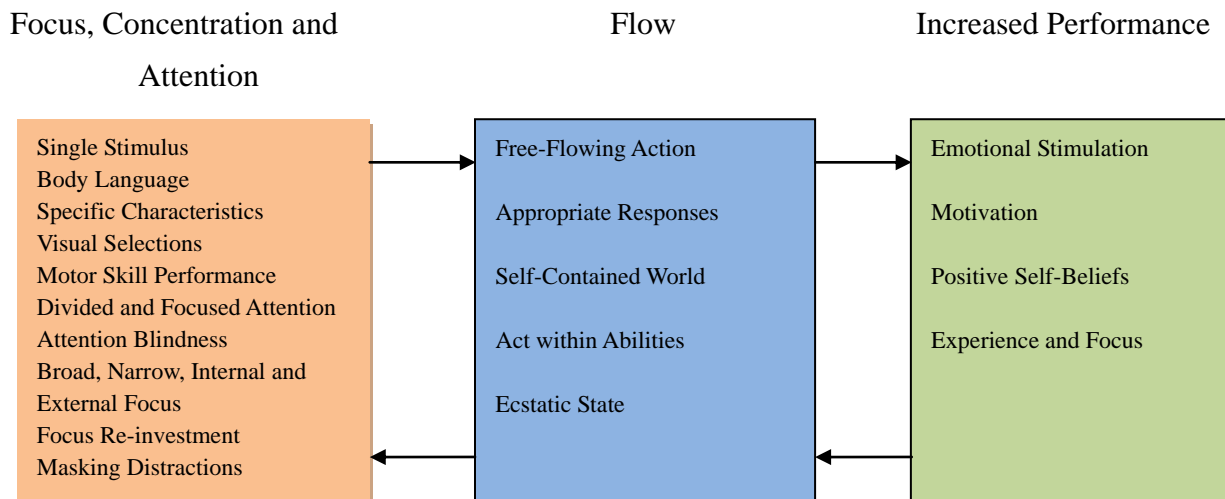 Focus, Concentration and
Attention
Flow
Increased Performance
Single Stimulus
Body Language
Specific Characteristics
Visual Selections
Motor Skill Performance
Divided and Focused Attention
Attention Blindness
Broad, Narrow, Internal and
External Focus
Focus Re-investment
Masking Distractions
Free-Flowing Action
Appropriate Responses
Self-Contained World
Act within Abilities
Ecstatic State
Emotional Stimulation
Motivation
Positive Self-Beliefs
Experience and Focus